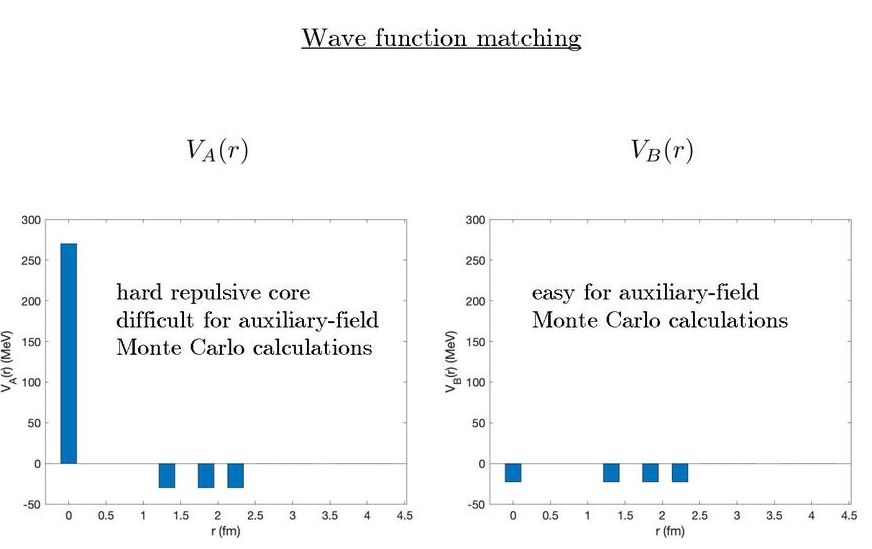 Wave function matching
V_A(r)
V_B(r)
300
250
200
150
100
50
0
-50
V_A(r) (MeV)
hard repulsive core
difficult for auxiliary-field
Monte Carlo calculations
0 0.5 1 1.5 2 2.5 3 3.5 4 4.5
r (fm)
300
250
200
150
100
50
0
-50
V_B(r) (MeV)
easy for auxiliary-field
Monte Carlo calculations
0 0.5 1 1.5 2 2.5 3 3.5 4 4.5
r (fm)